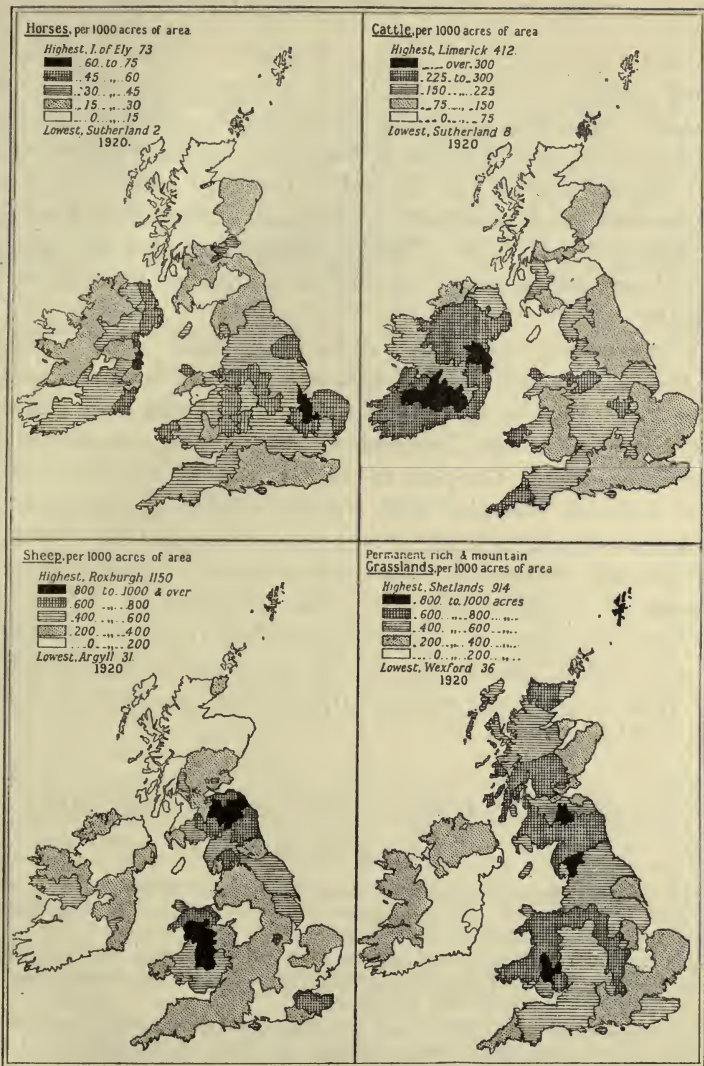 Horses, per 1000 acres of area
Highest, I. of Ely 73
60 to 75
45 „ 60
30 „ 45
15 „ 30
0 „ 15
Lowest, Sutherland 2
1920.
Cattle, per 1000 acres of area
Highest, Limerick 412.
over 300
225 to 300
150 „ 225
75 „ 150
0 „ 75
Lowest, Sutherland 8
1920
Sheep, per 1000 acres of area
Highest, Roxburgh 1150
800 to 1000 & over
600 „ 800
400 „ 600
200 „ 400
0 „ 200
Lowest, Argyll 31.
1920
Permanent rich & mountain
Grasslands, per 1000 acres of area
Highest, Shetlands 914
800 to 1000 acres
600 „ 800 „
400 „ 600 „
200 „ 400 „
0 „ 200 „
Lowest, Wexford 36
1920